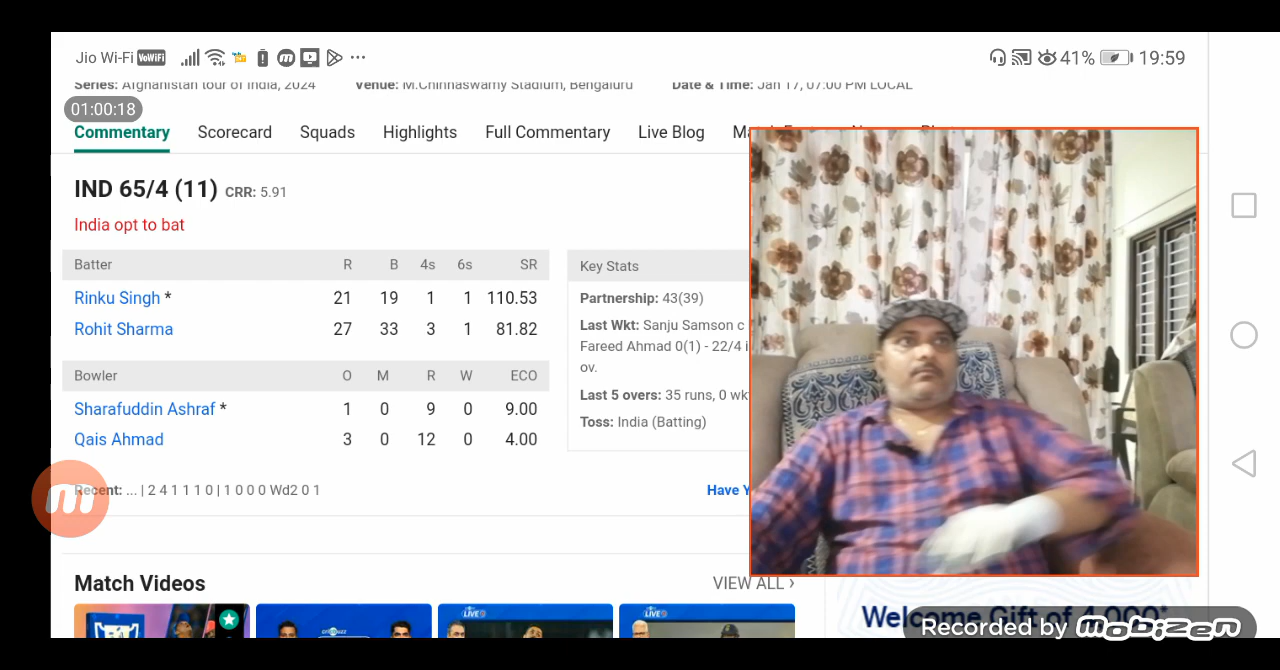 Jio Wi-Fi VoWiFi 41% 19:59
Series: Afghanistan tour of India, 2024 Venue: M.Chinnaswamy Stadium, Bengaluru Date & Time: Jan 17, 07:00 PM LOCAL
01:00:18
Commentary Scorecard Squads Highlights Full Commentary Live Blog
IND 65/4 (11) CRR: 5.91
India opt to bat
Batter R B 4s 6s SR
Rinku Singh * 21 19 1 1 110.53
Rohit Sharma 27 33 3 1 81.82
Bowler O M R W ECO
Sharafuddin Ashraf * 1 0 9 0 9.00
Qais Ahmad 3 0 12 0 4.00
Key Stats
Partnership: 43(39)
Last Wkt: Sanju Samson c
Fareed Ahmad 0(1) - 22/4 i
ov.
Last 5 overs: 35 runs, 0 wk
Toss: India (Batting)
Recent: ... | 2 4 1 1 1 0 | 1 0 0 0 Wd2 0 1
Have Y
Match Videos VIEW ALL ›
LIVE LIVE
Welcome Gift of 4,000*
Recorded by mobizen